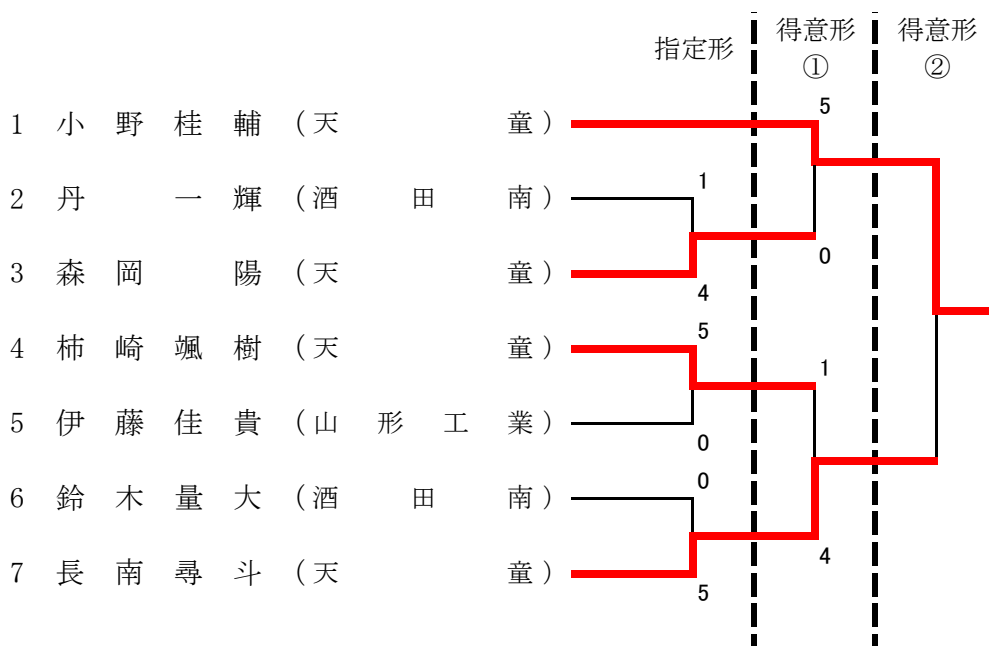 指定形 得意形① 得意形②
5
1 小野桂輔 (天童)
1
2 丹一輝 (酒田南)
0
3 森岡陽 (天童)
4
5
4 柿崎颯樹 (天童)
1
5 伊藤佳貴 (山形工業)
0
0
6 鈴木量大 (酒田南)
4
7 長南尋斗 (天童)
5